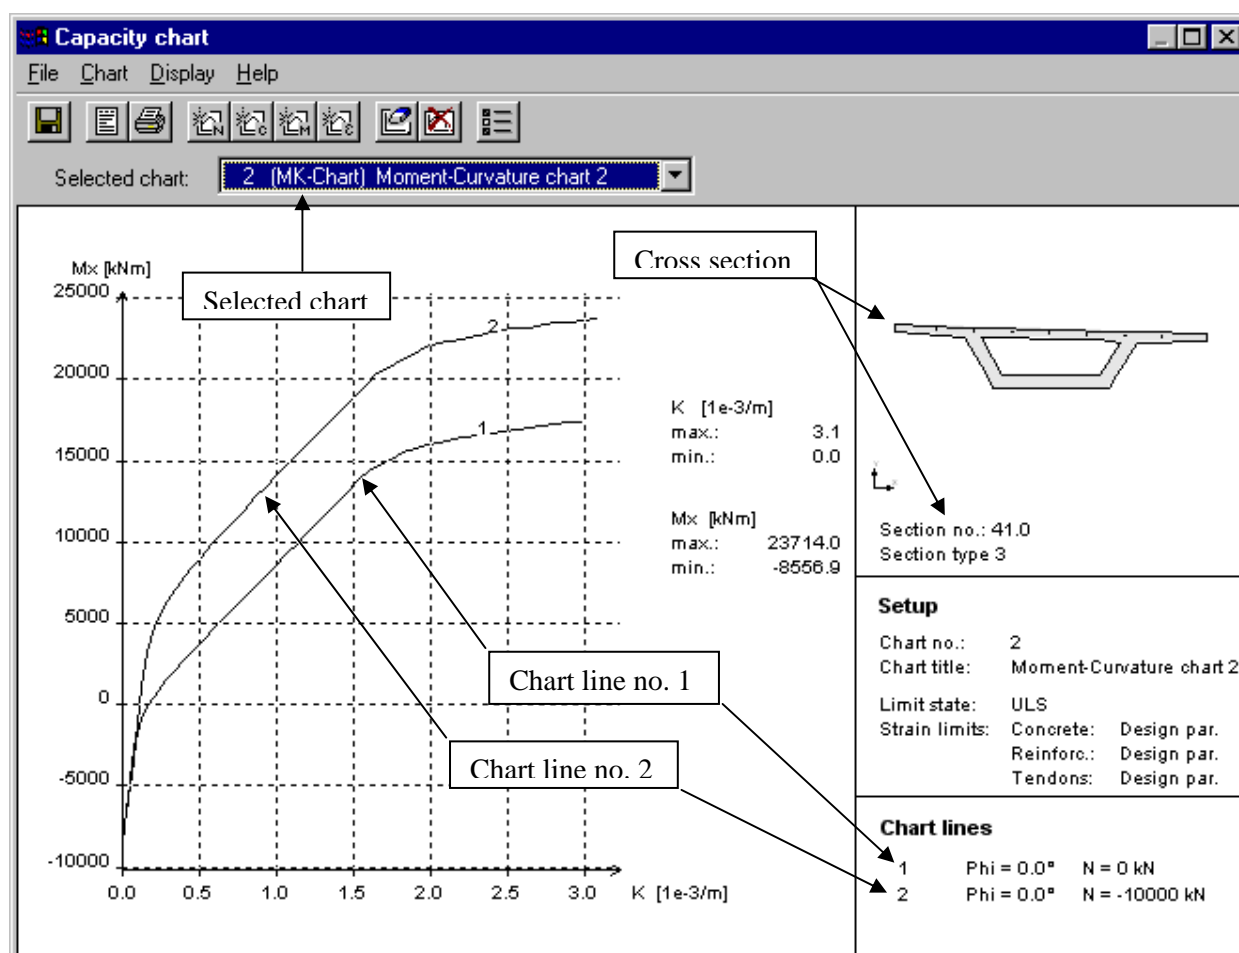 Capacity chart
File Chart Display Help
N C M ε
Selected chart: 2 (MK-Chart) Moment-Curvature chart 2
Selected chart
Cross section
Mx [kNm]
25000
20000
15000
10000
5000
0
-5000
-10000
0.0 0.5 1.0 1.5 2.0 2.5 3.0 K [1e-3/m]
2
1
Chart line no. 1
Chart line no. 2
K [1e-3/m]
max.: 3.1
min.: 0.0
Mx [kNm]
max.: 23714.0
min.: -8556.9
Y
X
Section no.: 41.0
Section type 3
Setup
Chart no.: 2
Chart title: Moment-Curvature chart 2
Limit state: ULS
Strain limits: Concrete: Design par.
Reinforc.: Design par.
Tendons: Design par.
Chart lines
1 Phi = 0.0° N = 0 kN
2 Phi = 0.0° N = -10000 kN